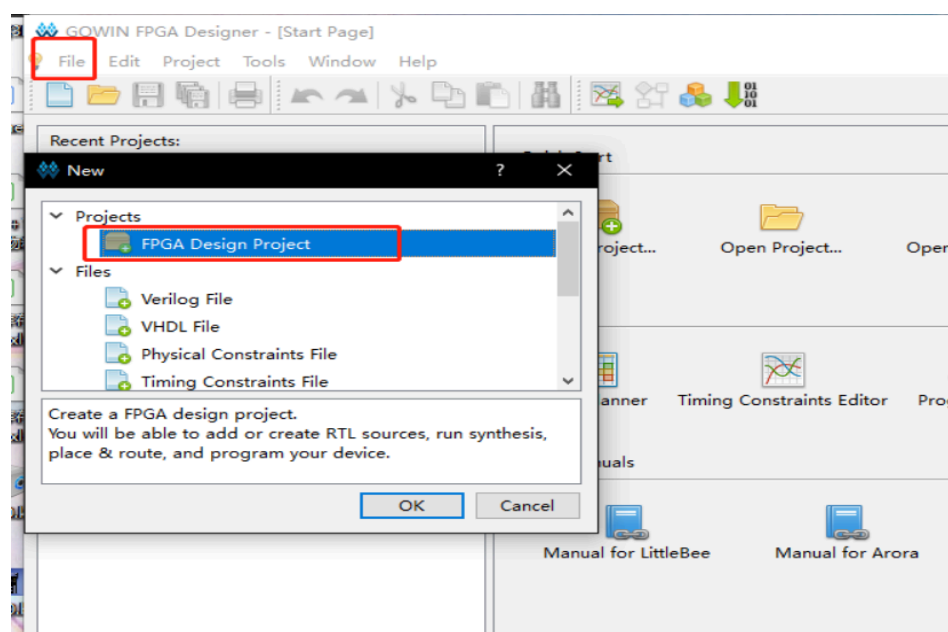 GOWIN FPGA Designer - [Start Page]
File Edit Project Tools Window Help
Recent Projects:
New ? ×
Projects
FPGA Design Project
Files
Verilog File
VHDL File
Physical Constraints File
Timing Constraints File
Create a FPGA design project.
You will be able to add or create RTL sources, run synthesis,
place & route, and program your device.
OK Cancel
Open Project...
Timing Constraints Editor
Manual for LittleBee Manual for Arora